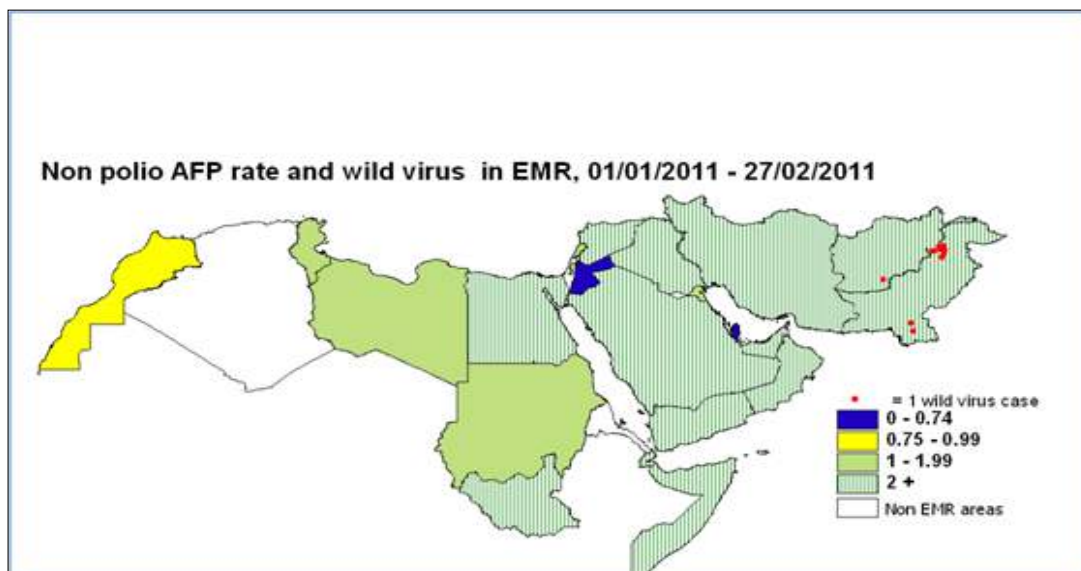 Non polio AFP rate and wild virus in EMR, 01/01/2011 - 27/02/2011
= 1 wild virus case
0 - 0.74
0.75 - 0.99
1 - 1.99
2 +
Non EMR areas